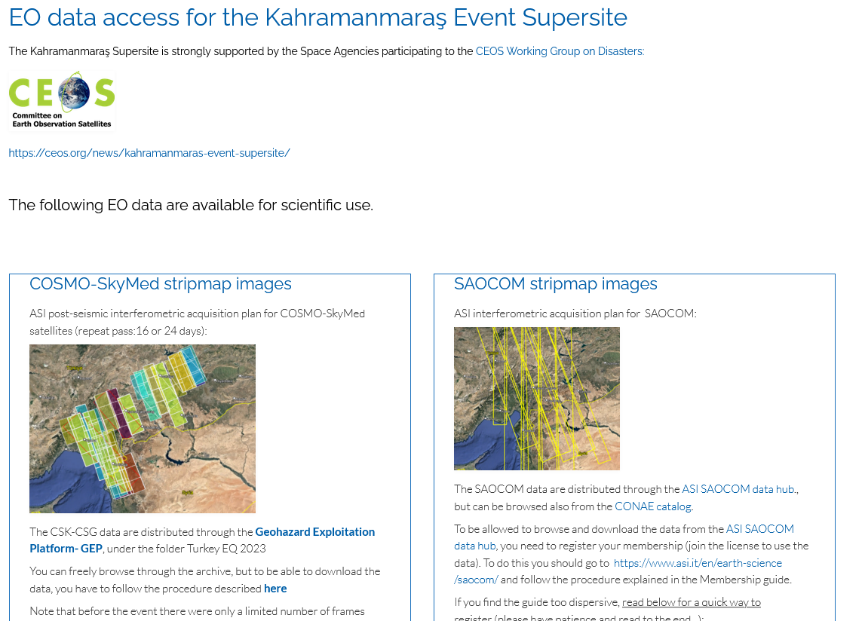 EO data access for the Kahramanmaraş Event Supersite
The Kahramanmaraş Supersite is strongly supported by the Space Agencies participating to the CEOS Working Group on Disasters:
CEOS
Committee on
Earth Observation Satellites
https://ceos.org/news/kahramanmaras-event-supersite/
The following EO data are available for scientific use.
COSMO-SkyMed stripmap images
ASI post-seismic interferometric acquisition plan for COSMO-SkyMed
satellites (repeat pass:16 or 24 days):
The CSK-CSG data are distributed through the Geohazard Exploitation
Platform- GEP, under the folder Turkey EQ 2023
You can freely browse through the archive, but to be able to download the
data, you have to follow the procedure described here
Note that before the event there were only a limited number of frames
SAOCOM stripmap images
ASI interferometric acquisition plan for SAOCOM:
The SAOCOM data are distributed through the ASI SAOCOM data hub.,
but can be browsed also from the CONAE catalog.
To be allowed to browse and download the data from the ASI SAOCOM
data hub, you need to register your membership (join the license to use the
data). To do this you should go to https://www.asi.it/en/earth-science
/saocom/ and follow the procedure explained in the Membership guide.
If you find the guide too dispersive, read below for a quick way to
register (please have patience and read to the end...):